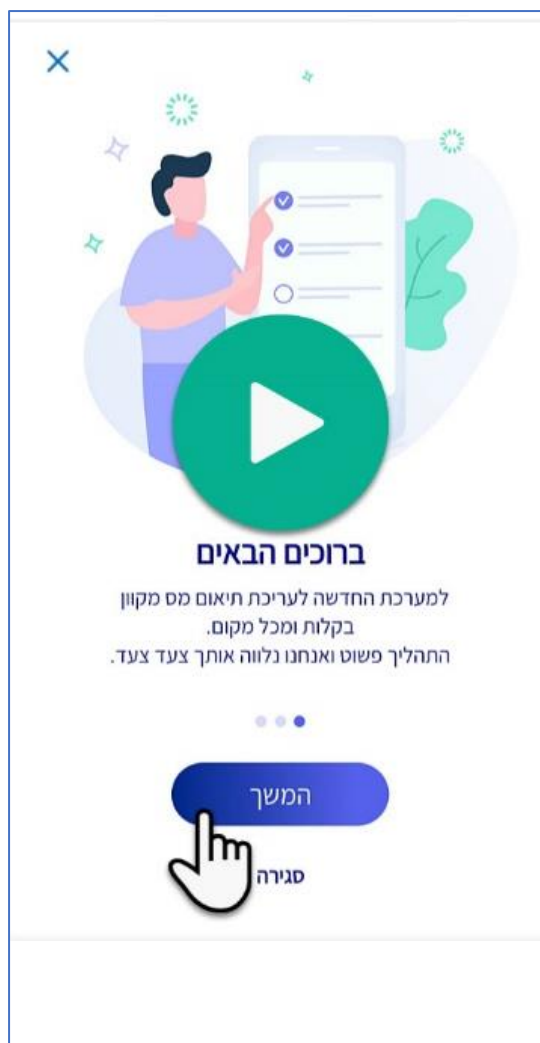 ברוכים הבאים
למערכת החדשה לעריכת תיאום מס מקוון
בקלות ומכל מקום.
התהליך פשוט ואנחנו נלווה אותך צעד צעד.
המשך
סגירה